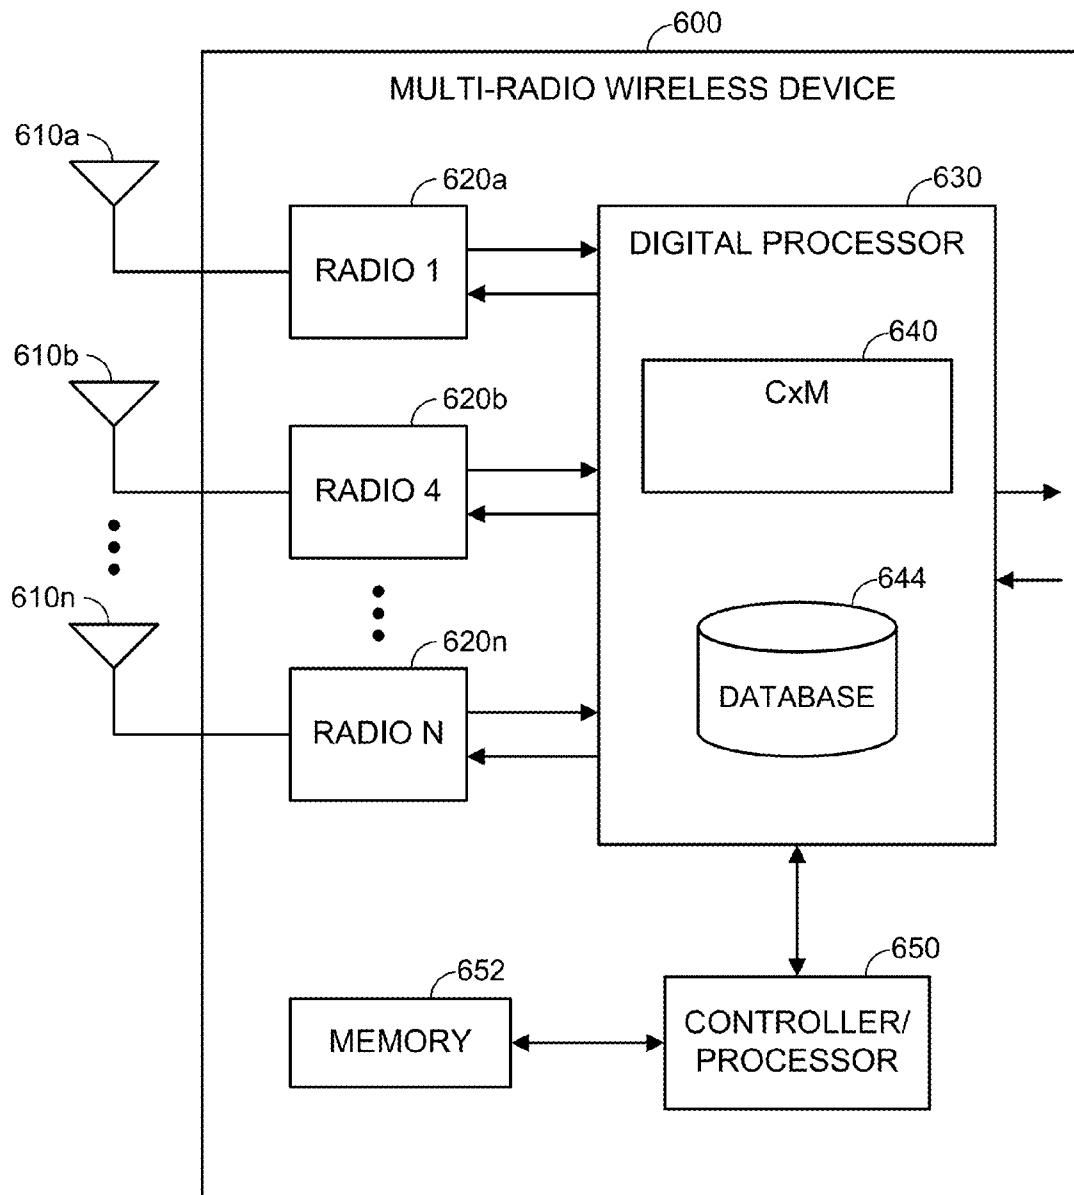 600
MULTI-RADIO WIRELESS DEVICE
610a
620a
630
RADIO 1
DIGITAL PROCESSOR
640
CxM
610b
620b
RADIO 4
610n
644
DATABASE
620n
RADIO N
652
MEMORY
650
CONTROLLER/
PROCESSOR